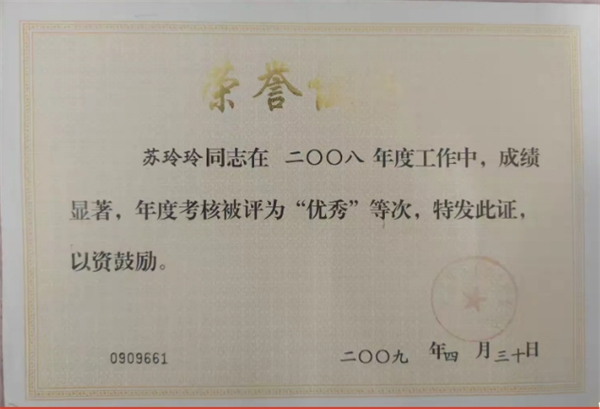 荣誉证书
苏玲玲同志在 二〇〇八 年度工作中，成绩
显著，年度考核被评为“优秀”等次，特发此证，
以资鼓励。
0909661
二〇〇九 年四 月三十日